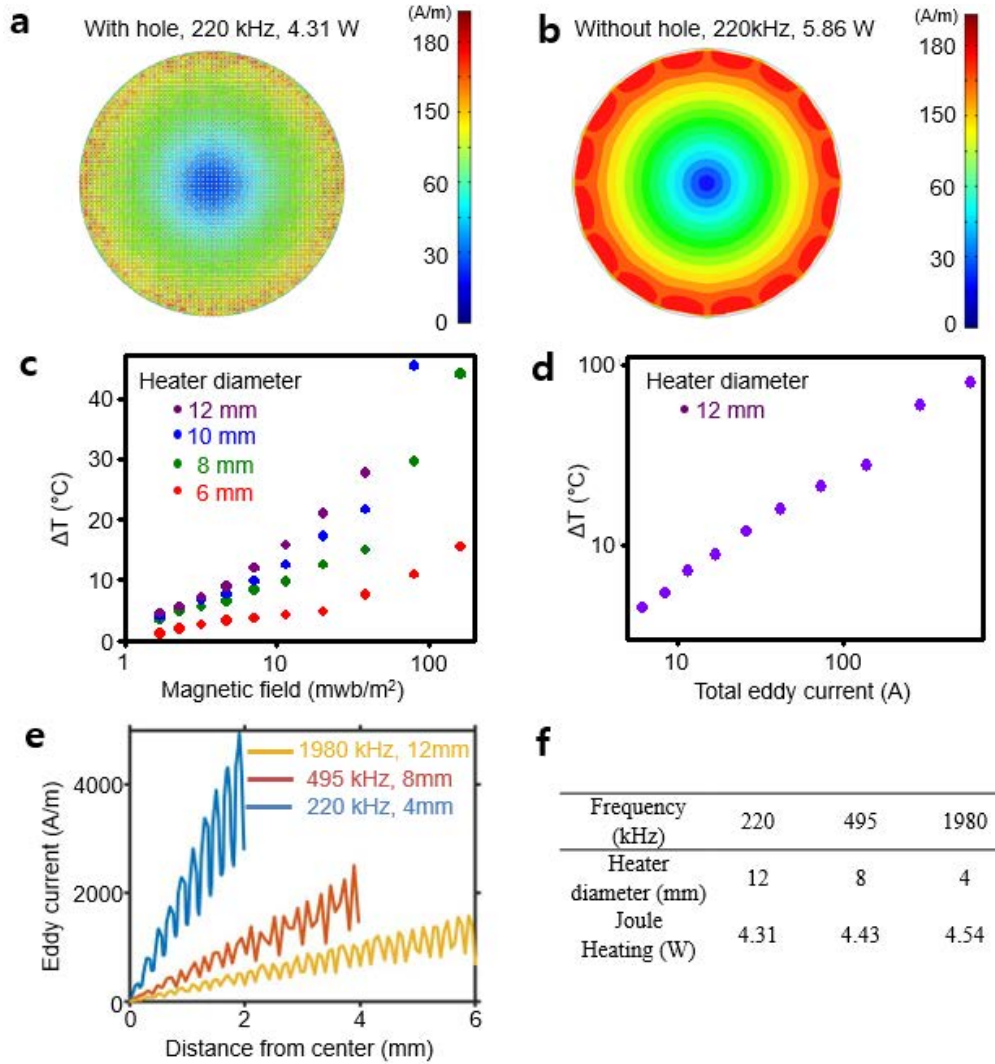 a
With hole, 220 kHz, 4.31 W
(A/m)
180
150
60
30
0
b
Without hole, 220kHz, 5.86 W
(A/m)
180
150
60
30
0
c
Heater diameter
12 mm
10 mm
8 mm
6 mm
40
30
20
10
0
ΔT (°C)
1
10
100
Magnetic field (mwb/m²)
d
Heater diameter
12 mm
100
10
ΔT (°C)
10
100
Total eddy current (A)
e
1980 kHz, 12mm
495 kHz, 8mm
220 kHz, 4mm
4000
2000
0
Eddy current (A/m)
0
2
4
6
Distance from center (mm)
f
Frequency
(kHz)
220
495
1980
Heater
diameter (mm)
12
8
4
Joule
Heating (W)
4.31
4.43
4.54